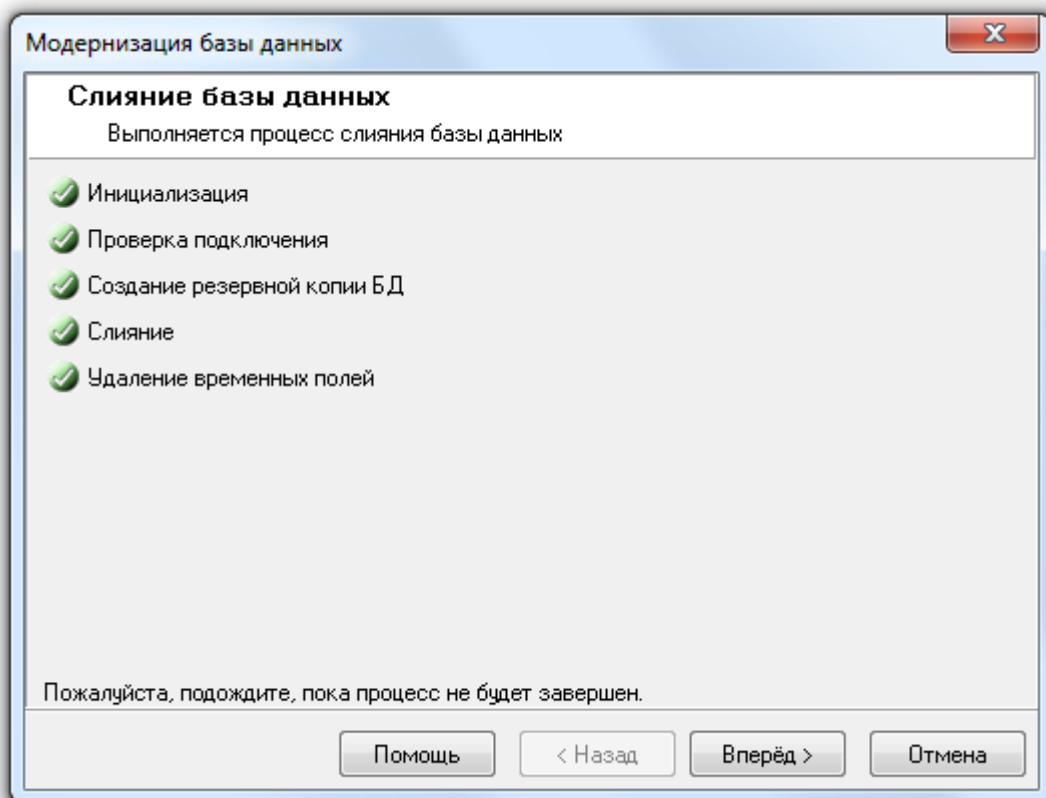 Модернизация базы данных
Слияние базы данных
Выполняется процесс слияния базы данных
Инициализация
Проверка подключения
Создание резервной копии БД
Слияние
Удаление временных полей
Пожалуйста, подождите, пока процесс не будет завершен.
Помощь
< Назад
Вперёд >
Отмена